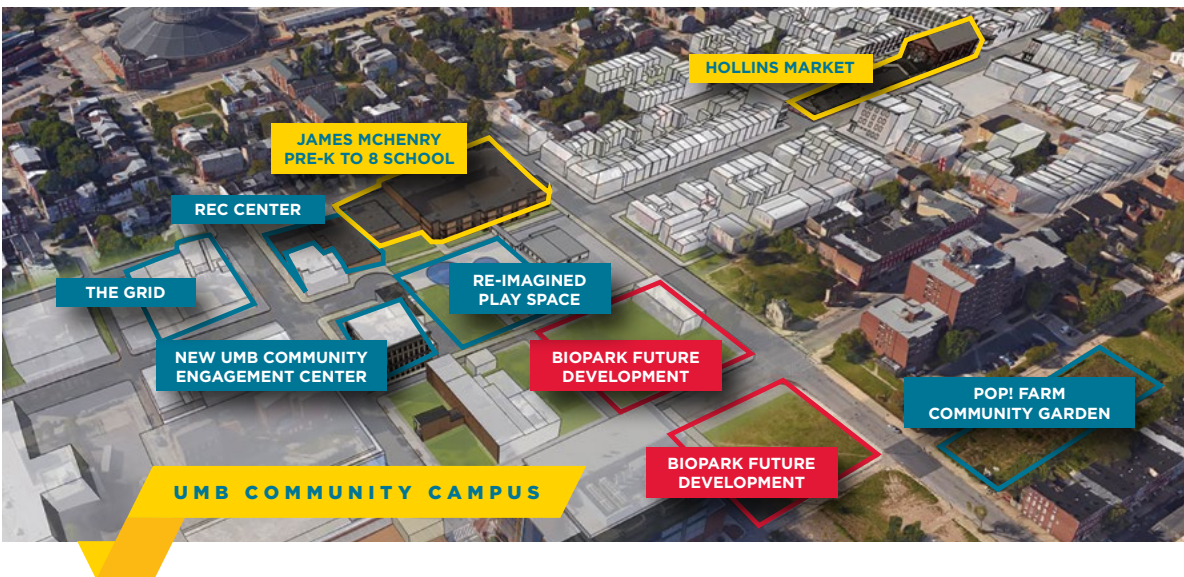 HOLLINS MARKET
JAMES MCHENRY
PRE-K TO 8 SCHOOL
REC CENTER
THE GRID
RE-IMAGINED
PLAY SPACE
NEW UMB COMMUNITY
ENGAGEMENT CENTER
BIOPARK FUTURE
DEVELOPMENT
POP! FARM
COMMUNITY GARDEN
BIOPARK FUTURE
DEVELOPMENT
UMB COMMUNITY CAMPUS